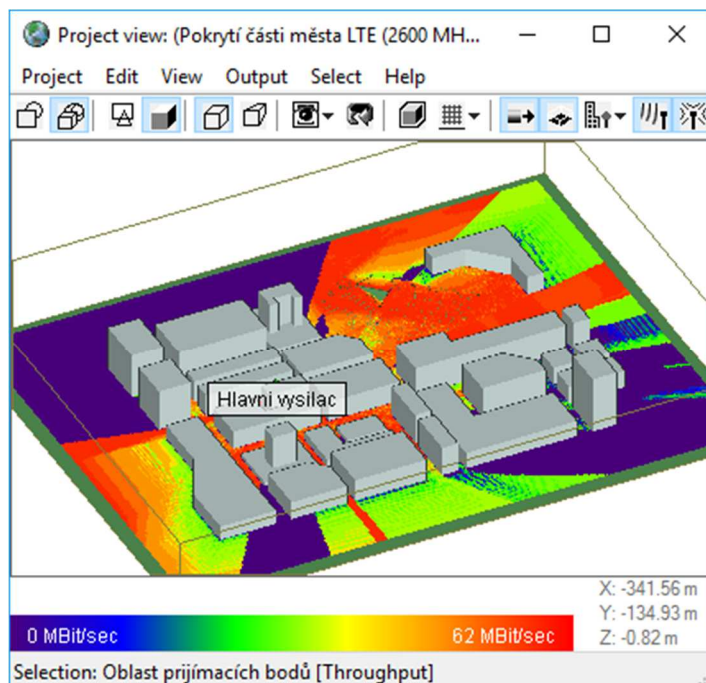 Project view: (Pokrytí části města LTE (2600 MH...
Project Edit View Output Select Help
Hlavni vysilac
X: -341.56 m
Y: -134.93 m
Z: -0.82 m
0 MBit/sec 62 MBit/sec
Selection: Oblast prijímacích bodů [Throughput]